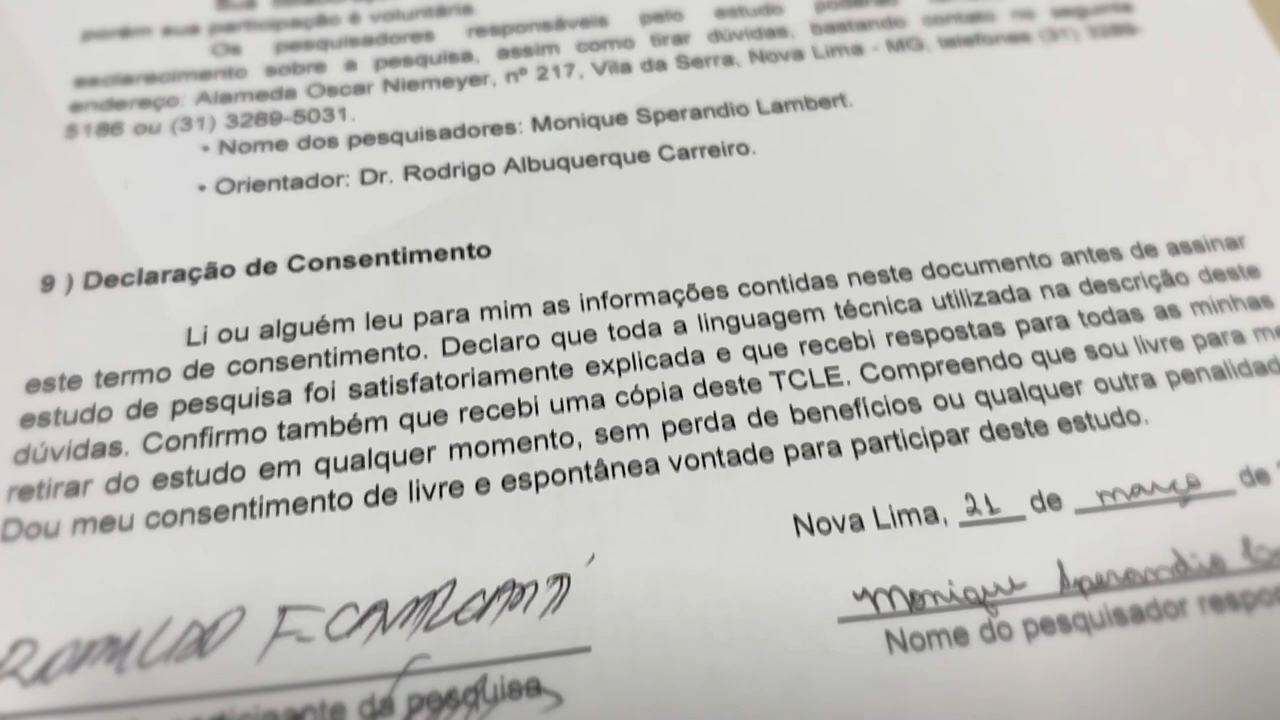 porém sua participação é voluntária.
Os pesquisadores responsáveis pelo estudo
esclarecimento sobre a pesquisa, assim como tirar dúvidas, bastando contato no seguinte
endereço: Alameda Oscar Niemeyer, nº 217, Vila da Serra, Nova Lima - MG, telefones (31) 3289-
5186 ou (31) 3289-5031.
• Nome dos pesquisadores: Monique Sperandio Lambert.
• Orientador: Dr. Rodrigo Albuquerque Carreiro.
9 ) Declaração de Consentimento
Li ou alguém leu para mim as informações contidas neste documento antes de assinar
este termo de consentimento. Declaro que toda a linguagem técnica utilizada na descrição deste
estudo de pesquisa foi satisfatoriamente explicada e que recebi respostas para todas as minhas
dúvidas. Confirmo também que recebi uma cópia deste TCLE. Compreendo que sou livre para me
retirar do estudo em qualquer momento, sem perda de benefícios ou qualquer outra penalidad
Dou meu consentimento de livre e espontânea vontade para participar deste estudo.
Nova Lima, 21 de março de
Monique Sperandio
Nome do pesquisador respon
ROMULDO F.
participante da pesquisa